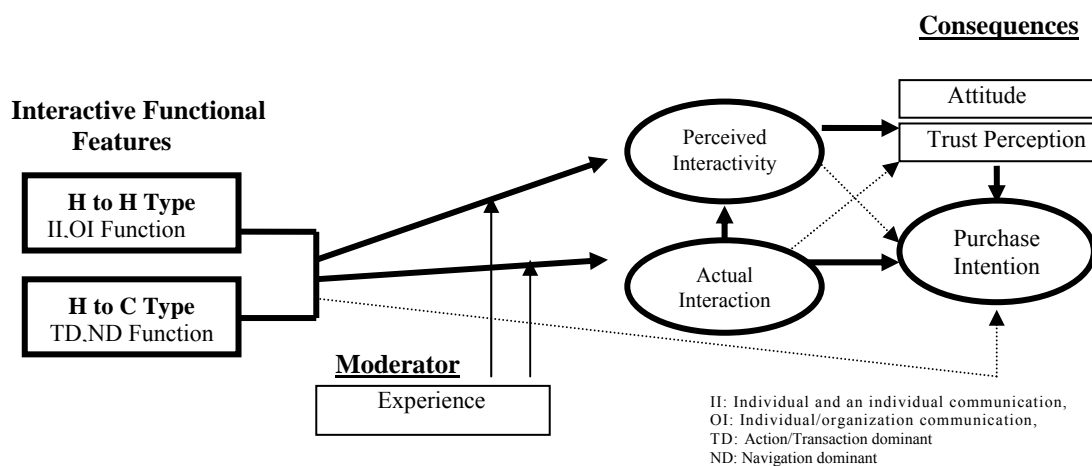 Consequences
Interactive Functional
Features
H to H Type
II,OI Function
H to C Type
TD,ND Function
Moderator
Experience
Perceived
Interactivity
Actual
Interaction
Attitude
Trust Perception
Purchase
Intention
II: Individual and an individual communication,
OI: Individual/organization communication,
TD: Action/Transaction dominant
ND: Navigation dominant